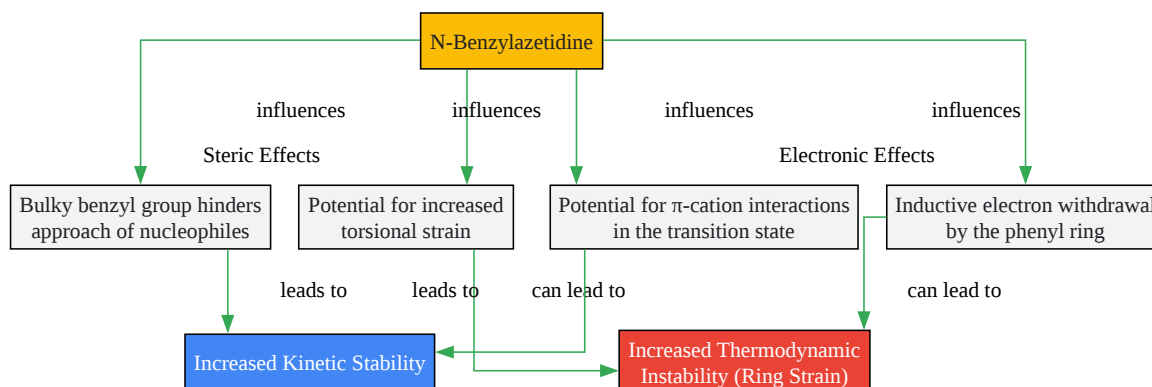 N-Benzylazetidine
influences
influences
influences
influences
Steric Effects
Electronic Effects
Bulky benzyl group hinders
approach of nucleophiles
Potential for increased
torsional strain
Potential for π-cation interactions
in the transition state
Inductive electron withdrawal
by the phenyl ring
leads to
leads to
can lead to
can lead to
Increased Kinetic Stability
Increased Thermodynamic
Instability (Ring Strain)